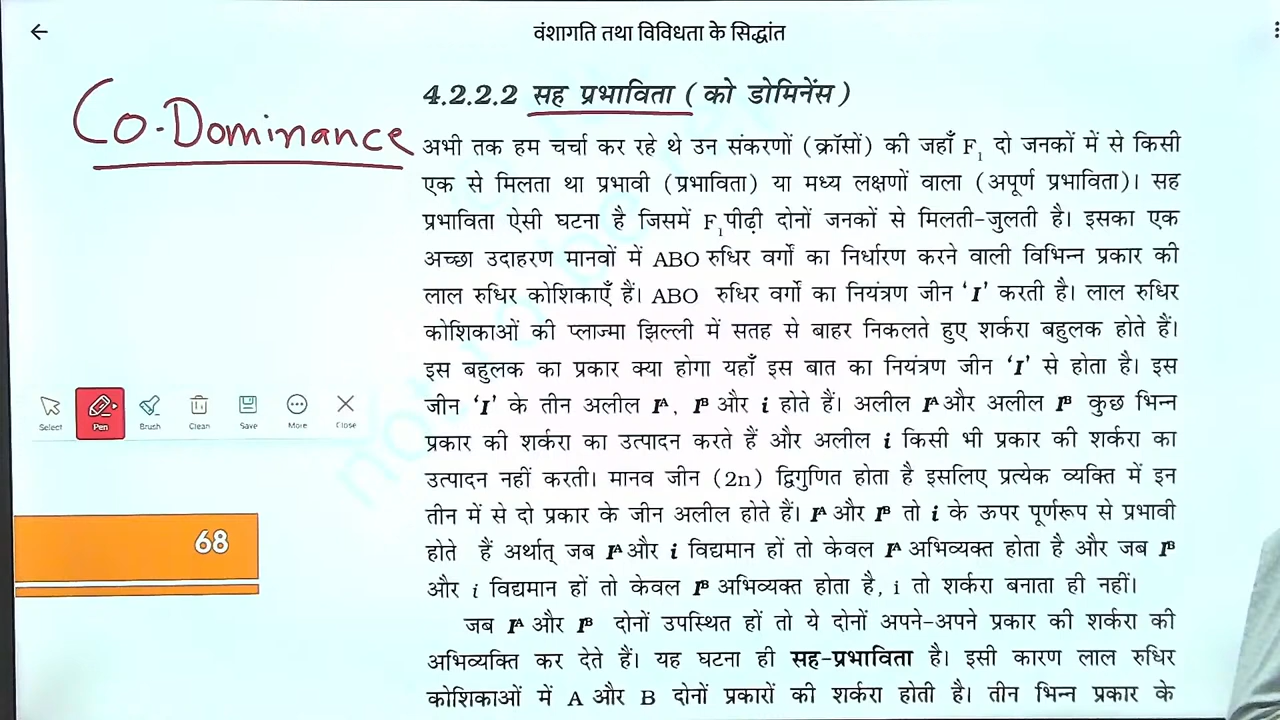 वंशागति तथा विविधता के सिद्धांत
4.2.2.2 सह प्रभाविता (को डोमिनेंस)
Co-Dominance
अभी तक हम चर्चा कर रहे थे उन संकरणों (क्रॉसों) की जहाँ F₁ दो जनकों में से किसी
एक से मिलता था प्रभावी (प्रभाविता) या मध्य लक्षणों वाला (अपूर्ण प्रभाविता)। सह
प्रभाविता ऐसी घटना है जिसमें F₁पीढ़ी दोनों जनकों से मिलती-जुलती है। इसका एक
अच्छा उदाहरण मानवों में ABO रुधिर वर्गों का निर्धारण करने वाली विभिन्न प्रकार की
लाल रुधिर कोशिकाएँ हैं। ABO रुधिर वर्गों का नियंत्रण जीन ‘I’ करती है। लाल रुधिर
कोशिकाओं की प्लाज्मा झिल्ली में सतह से बाहर निकलते हुए शर्करा बहुलक होते हैं।
इस बहुलक का प्रकार क्या होगा यहाँ इस बात का नियंत्रण जीन ‘I’ से होता है। इस
जीन ‘I’ के तीन अलील Iᴬ, Iᴮ और i होते हैं। अलील Iᴬ और अलील Iᴮ कुछ भिन्न
प्रकार की शर्करा का उत्पादन करते हैं और अलील i किसी भी प्रकार की शर्करा का
उत्पादन नहीं करती। मानव जीन (2n) द्विगुणित होता है इसलिए प्रत्येक व्यक्ति में इन
तीन में से दो प्रकार के जीन अलील होते हैं। Iᴬ और Iᴮ तो i के ऊपर पूर्णरूप से प्रभावी
होते हैं अर्थात् जब Iᴬ और i विद्यमान हों तो केवल Iᴬ अभिव्यक्त होता है और जब Iᴮ
और i विद्यमान हों तो केवल Iᴮ अभिव्यक्त होता है, i तो शर्करा बनाता ही नहीं।
जब Iᴬ और Iᴮ दोनों उपस्थित हों तो ये दोनों अपने-अपने प्रकार की शर्करा की
अभिव्यक्ति कर देते हैं। यह घटना ही सह-प्रभाविता है। इसी कारण लाल रुधिर
कोशिकाओं में A और B दोनों प्रकारों की शर्करा होती है। तीन भिन्न प्रकार के
Select Pen Brush Clean Save More Close
68